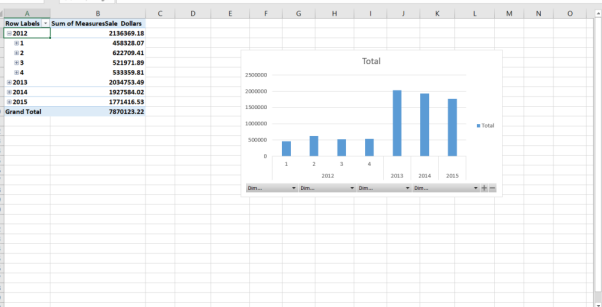 A B C D E F G H I J K L M N O
Row Labels Sum of MeasuresSale Dollars
2012 2136369.18
1 458328.07
2 622709.41
3 521971.89
4 533359.81
2013 2034753.49
2014 1927584.02
2015 1771416.53
Grand Total 7870123.22
Total
2500000
2000000
1500000
1000000
500000
0
Total
1 2 3 4
2012 2013 2014 2015
Dim... Dim... Dim... Dim...